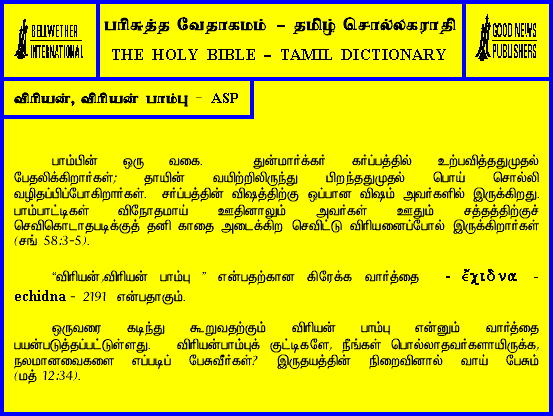 BELLWETHER
INTERNATIONAL
பரிசுத்த வேதாகமம் – தமிழ் சொல்லகராதி
THE HOLY BIBLE – TAMIL DICTIONARY
GOOD NEWS
PUBLISHERS
விரியன், விரியன் பாம்பு – ASP
பாம்பின் ஒரு வகை. துன்மார்க்கர் கர்ப்பத்தில் உற்பவித்ததுமுதல்
பேதலிக்கிறார்கள்; தாயின் வயிற்றிலிருந்து பிறந்ததுமுதல் பொய் சொல்லி
வழிதப்பிப்போகிறார்கள். சர்ப்பத்தின் விஷத்திற்கு ஒப்பான விஷம் அவர்களில் இருக்கிறது.
பாம்பாட்டிகள் விநோதமாய் ஊதினாலும் அவர்கள் ஊதும் சத்தத்திற்குச்
செவிகொடாதபடிக்குத் தனி காதை அடைக்கிற செவிட்டு விரியனைப்போல் இருக்கிறார்கள்
(சங் 58:3-5).
“விரியன்,விரியன் பாம்பு ” என்பதற்கான கிரேக்க வார்த்தை - ἔχιδνα -
echidna - 2191 என்பதாகும்.
ஒருவரை கடிந்து கூறுவதற்கும் விரியன் பாம்பு என்னும் வார்த்தை
பயன்படுத்தப்பட்டுள்ளது. விரியன்பாம்புக் குட்டிகளே, நீங்கள் பொல்லாதவர்களாயிருக்க,
நலமானவைகளை எப்படிப் பேசுவீர்கள்? இருதயத்தின் நிறைவினால் வாய் பேசும்
(மத் 12:34).